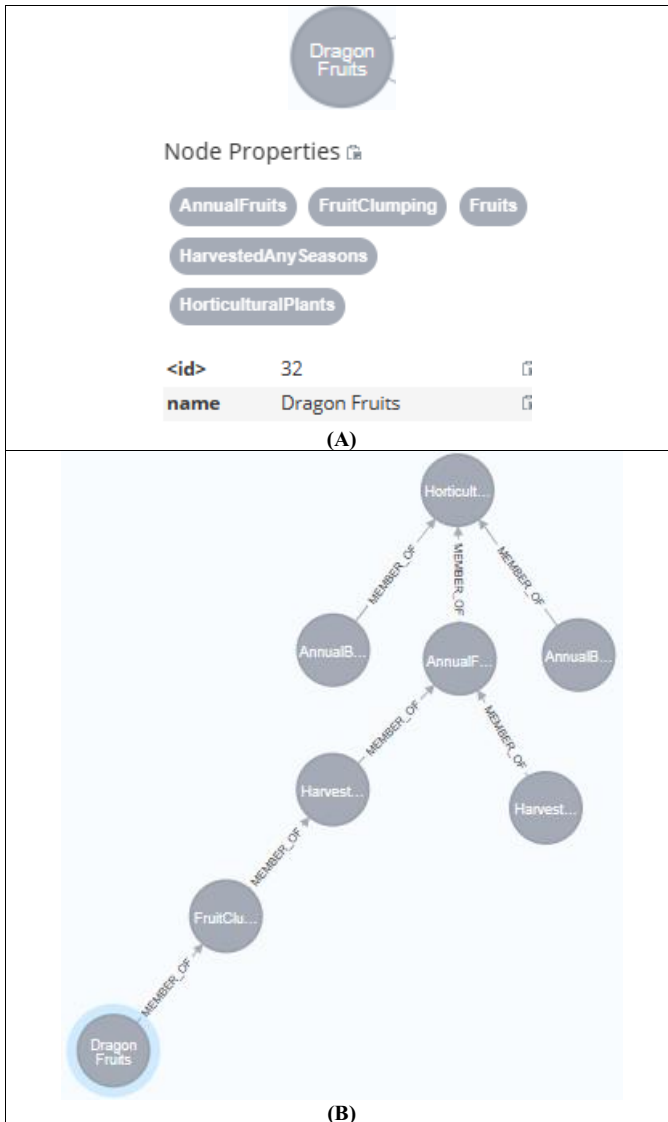 Dragon
Fruits
Node Properties
AnnualFruits FruitClumping Fruits
HarvestedAnySeasons
HorticulturalPlants
<id> 32
name Dragon Fruits
(A)
Horticult...
MEMBER_OF
MEMBER_OF
MEMBER_OF
AnnualB...
AnnualF...
AnnualB...
MEMBER_OF
MEMBER_OF
Harvest...
Harvest...
MEMBER_OF
FruitClu...
MEMBER_OF
Dragon
Fruits
(B)